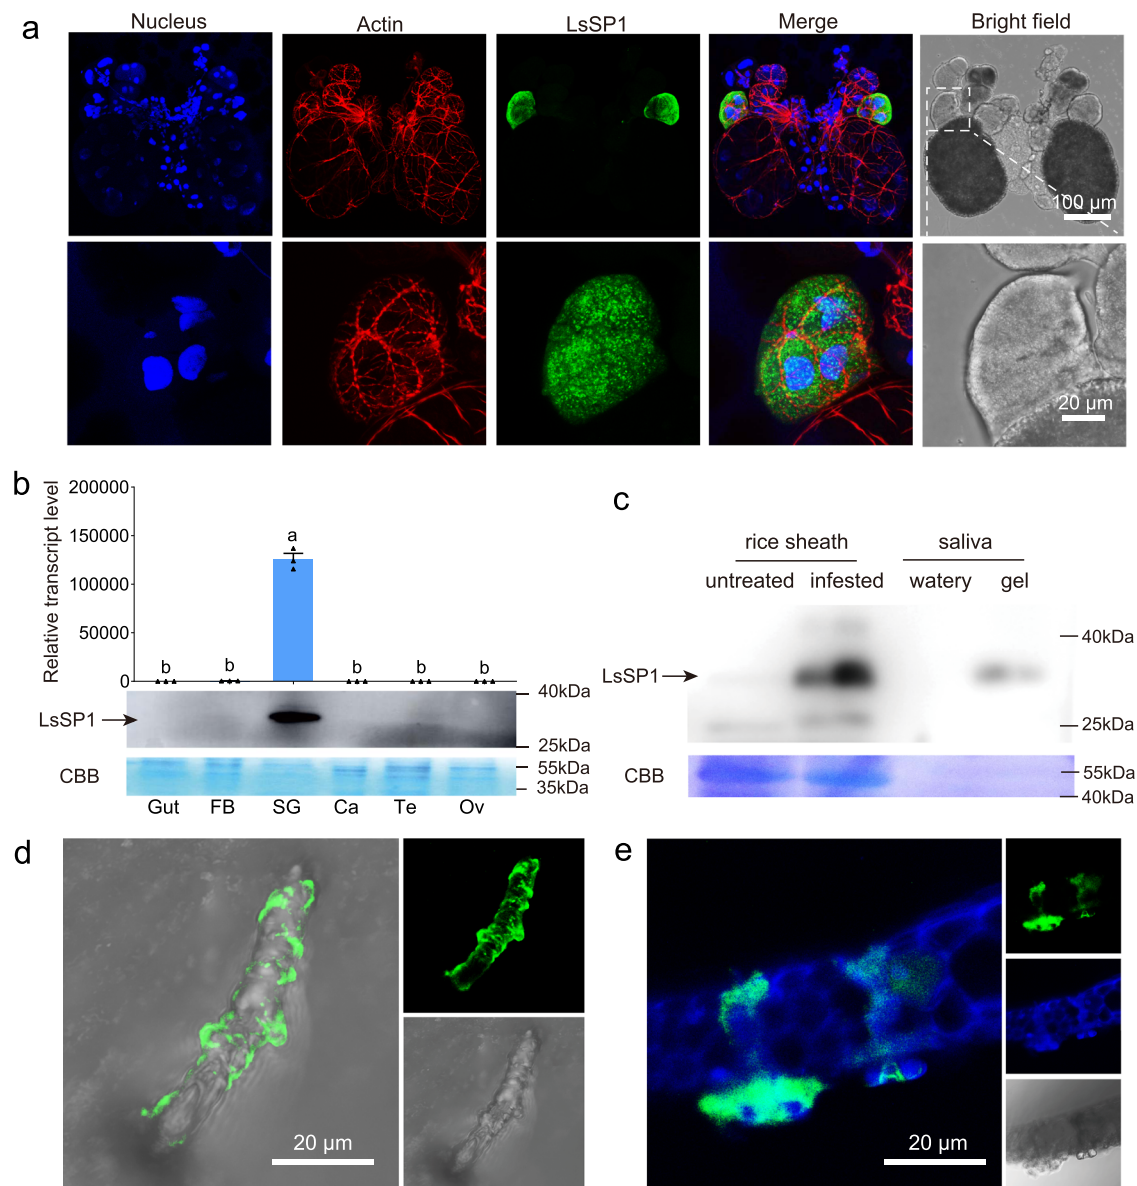 a
Nucleus
Actin
LsSP1
Merge
Bright field
100 µm
20 µm
b
Relative transcript level
200000
150000
100000
50000
0
b
b
a
b
b
b
LsSP1
40kDa
25kDa
CBB
55kDa
35kDa
Gut
FB
SG
Ca
Te
Ov
c
rice sheath
saliva
untreated
infested
watery
gel
LsSP1
40kDa
25kDa
CBB
55kDa
40kDa
d
20 µm
e
20 µm